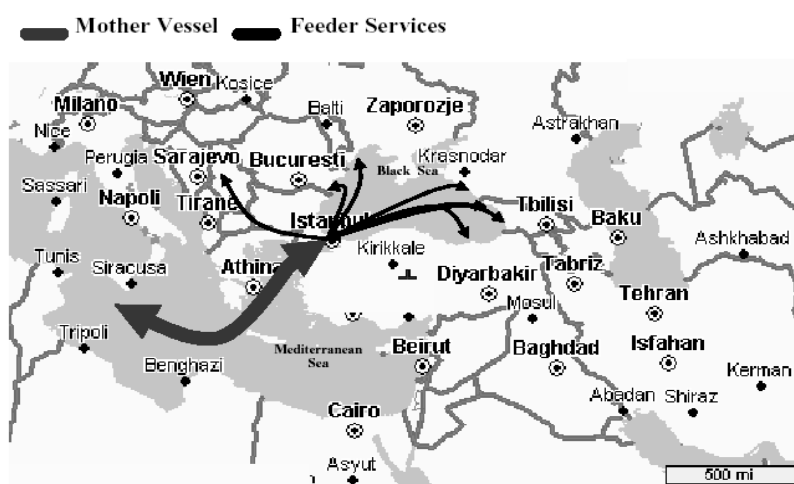 Mother Vessel Feeder Services
Wien
Kosice
Milano
Balti
Zaporozje
Nice
Astrakhan
Perugia
Sarajevo
Bucuresti
Black Sea
Krasnodar
Sassari
Napoli
Tirane
Istanbul
Tbilisi
Baku
Tunis
Siracusa
Athina
Kirikkale
Diyarbakir
Tabriz
Ashkhabad
Tehran
Mosul
Tripoli
Mediterranean
Sea
Beirut
Baghdad
Isfahan
Benghazi
Kerman
Abadan
Shiraz
Cairo
Asyut
500 mi